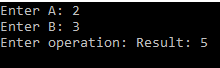 Enter A: 2
Enter B: 3
Enter operation: Result: 5